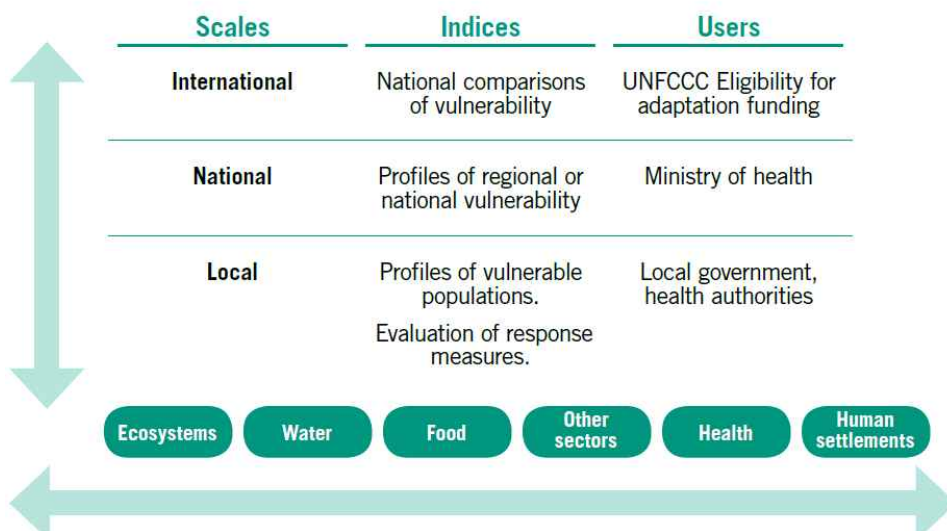 Scales Indices Users
International National comparisons UNFCCC Eligibility for
of vulnerability adaptation funding
National Profiles of regional or Ministry of health
national vulnerability
Local Profiles of vulnerable Local government,
populations. health authorities
Evaluation of response
measures.
Ecosystems Water Food Other sectors Health Human settlements